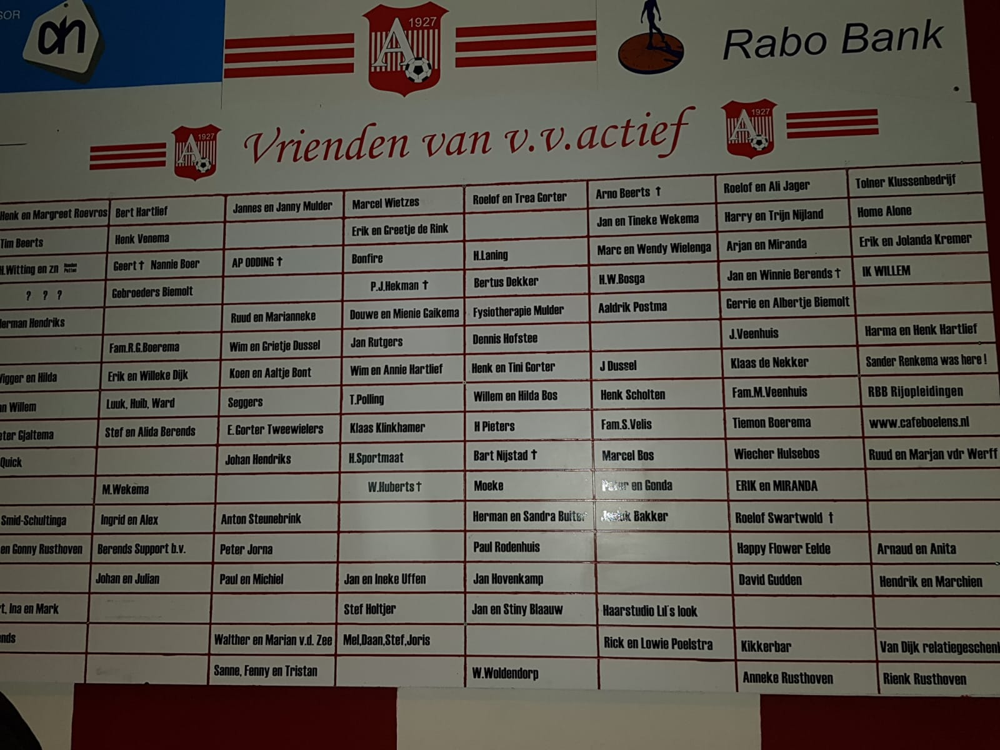 SOR
ah
A 1927
Rabo Bank
A 1927
Vrienden van v.v.actief
A 1927
Henk en Margreet Roevros
Tim Beerts
H.Witting en zn
? ? ?
Herman Hendriks
en Hilda
Willem
Gjaltema
Quick
Smid-Schultinga
en Gonny Rusthoven
Ina en Mark
Bert Hartlief
Henk Venema
Geert † Nannie Boer
Gebroeders Biemolt
Fam.R.G.Boerema
Erik en Willeke Dijk
Luuk, Huib, Ward
Stef en Alida Berends
M.Wekema
Ingrid en Alex
Berends Support b.v.
Johan en Julian
Jannes en Janny Mulder
AP ODDING †
Ruud en Marianneke
Wim en Grietje Dussel
Koen en Aaltje Bont
Seggers
E.Gorter Tweewielers
Johan Hendriks
Anton Steunebrink
Peter Jorna
Paul en Michiel
Walther en Marian v.d. Zee
Sanne, Fenny en Tristan
Marcel Wietzes
Erik en Greetje de Rink
Bonfire
P.J.Hekman †
Douwe en Mienie Gaikema
Jan Rutgers
Wim en Annie Hartlief
T.Polling
Klaas Klinkhamer
H.Sportmaat
W.Huberts †
Jan en Ineke Uffen
Stef Holtjer
Mel,Daan,Stef,Joris
Roelof en Trea Gorter
H.Laning
Bertus Dekker
Fysiotherapie Mulder
Dennis Hofstee
Henk en Tini Gorter
Willem en Hilda Bos
H Pieters
Bart Nijstad †
Moeke
Herman en Sandra Buiter
Paul Rodenhuis
Jan Hovenkamp
Jan en Stiny Blaauw
W.Woldendorp
Arno Beerts †
Jan en Tineke Wekema
Marc en Wendy Wielenga
H.W.Bosga
Aaldrik Postma
J Dussel
Henk Scholten
Fam.S.Velis
Marcel Bos
Peter en Gonda
Bakker
Haarstudio Lil's look
Rick en Lowie Poelstra
Roelof en Ali Jager
Harry en Trijn Nijland
Arjan en Miranda
Jan en Winnie Berends †
Gerrie en Albertje Biemolt
J.Veenhuis
Klaas de Nekker
Fam.M.Veenhuis
Tiemon Boerema
Wiecher Hulsebos
ERIK en MIRANDA
Roelof Swartwold †
Happy Flower Eelde
David Gudden
Kikkerbar
Anneke Rusthoven
Tolner Klussenbedrijf
Home Alone
Erik en Jolanda Kremer
IK WILLEM
Harma en Henk Hartlief
Sander Renkema was here !
RBB Rijopleidingen
www.cafeboelens.nl
Ruud en Marjan vdr Werff
Arnaud en Anita
Hendrik en Marchien
Van Dijk relatiegeschenk
Rienk Rusthoven